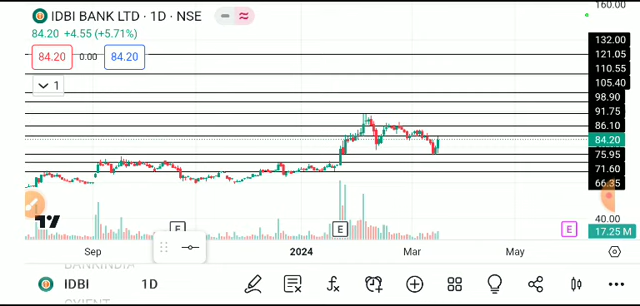 IDBI BANK LTD · 1D · NSE
84.20 +4.55 (+5.71%)
84.20 0.00 84.20
1
160.00
132.00
121.05
110.55
105.40
98.90
91.75
86.10
84.20
75.95
71.60
66.35
40.00
17.25 M
E E E
Sep 2024 Mar May
BANKINDIA
IDBI 1D